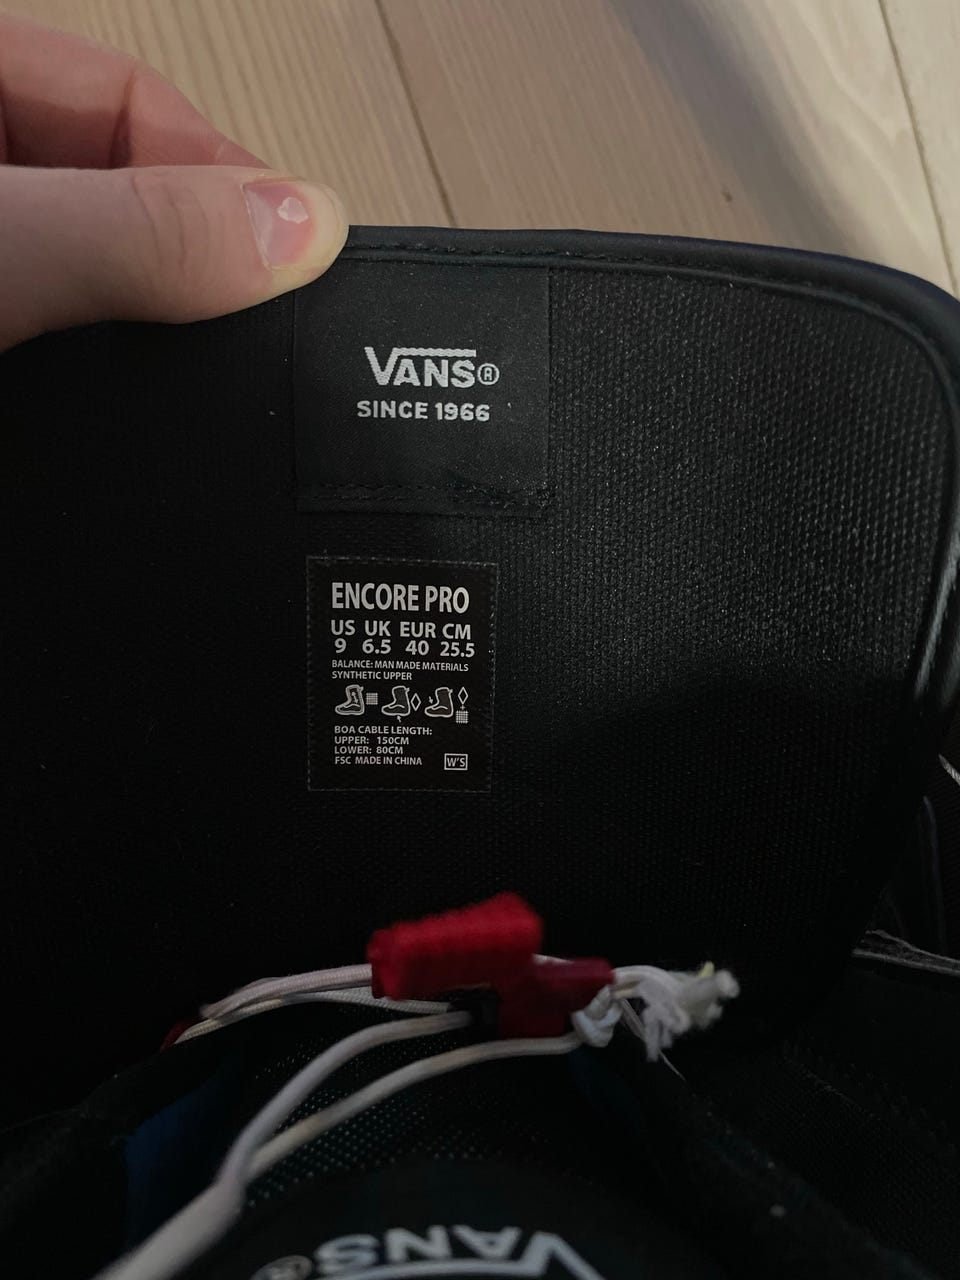 VANS®
SINCE 1966
ENCORE PRO
US UK EUR CM
9 6.5 40 25.5
BALANCE: MAN MADE MATERIALS
SYNTHETIC UPPER
BOA CABLE LENGTH:
UPPER: 150CM
LOWER: 80CM
FSC MADE IN CHINA
W'S
VANS®